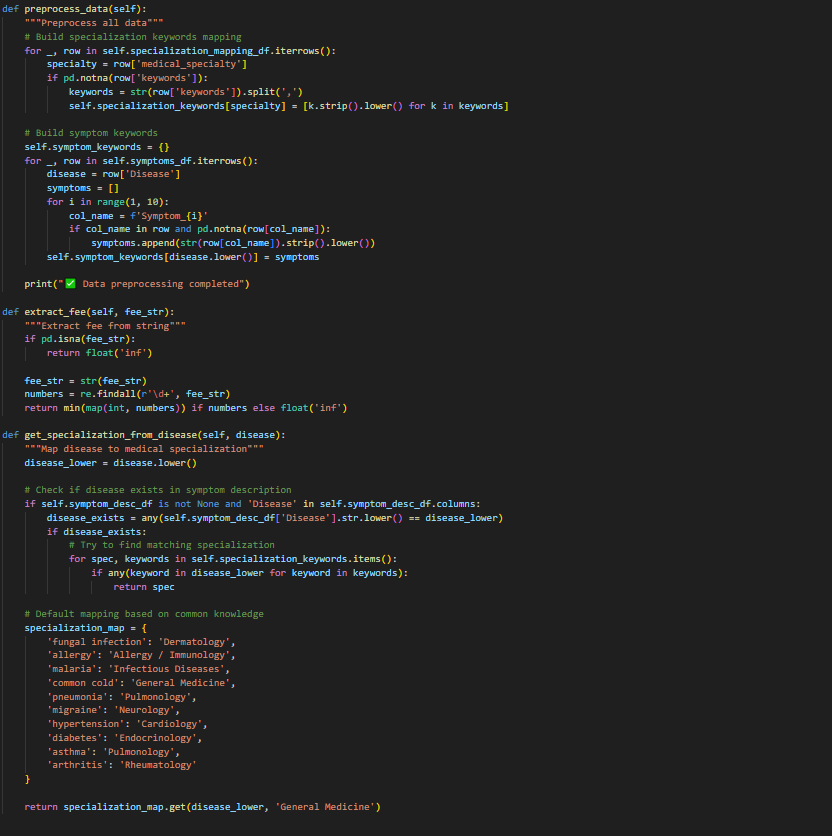 def preprocess_data(self):
    """Preprocess all data"""
    # Build specialization keywords mapping
    for _, row in self.specialization_mapping_df.iterrows():
        specialty = row['medical_specialty']
        if pd.notna(row['keywords']):
            keywords = str(row['keywords']).split(',')
            self.specialization_keywords[specialty] = [k.strip().lower() for k in keywords]

    # Build symptom keywords
    self.symptom_keywords = {}
    for _, row in self.symptoms_df.iterrows():
        disease = row['Disease']
        symptoms = []
        for i in range(1, 10):
            col_name = f'Symptom_{i}'
            if col_name in row and pd.notna(row[col_name]):
                symptoms.append(str(row[col_name]).strip().lower())
        self.symptom_keywords[disease.lower()] = symptoms

    print("✅ Data preprocessing completed")

def extract_fee(self, fee_str):
    """Extract fee from string"""
    if pd.isna(fee_str):
        return float('inf')

    fee_str = str(fee_str)
    numbers = re.findall(r'\d+', fee_str)
    return min(map(int, numbers)) if numbers else float('inf')

def get_specialization_from_disease(self, disease):
    """Map disease to medical specialization"""
    disease_lower = disease.lower()

    # Check if disease exists in symptom description
    if self.symptom_desc_df is not None and 'Disease' in self.symptom_desc_df.columns:
        disease_exists = any(self.symptom_desc_df['Disease'].str.lower() == disease_lower)
        if disease_exists:
            # Try to find matching specialization
            for spec, keywords in self.specialization_keywords.items():
                if any(keyword in disease_lower for keyword in keywords):
                    return spec

    # Default mapping based on common knowledge
    specialization_map = {
        'fungal infection': 'Dermatology',
        'allergy': 'Allergy / Immunology',
        'malaria': 'Infectious Diseases',
        'common cold': 'General Medicine',
        'pneumonia': 'Pulmonology',
        'migraine': 'Neurology',
        'hypertension': 'Cardiology',
        'diabetes': 'Endocrinology',
        'asthma': 'Pulmonology',
        'arthritis': 'Rheumatology'
    }

    return specialization_map.get(disease_lower, 'General Medicine')